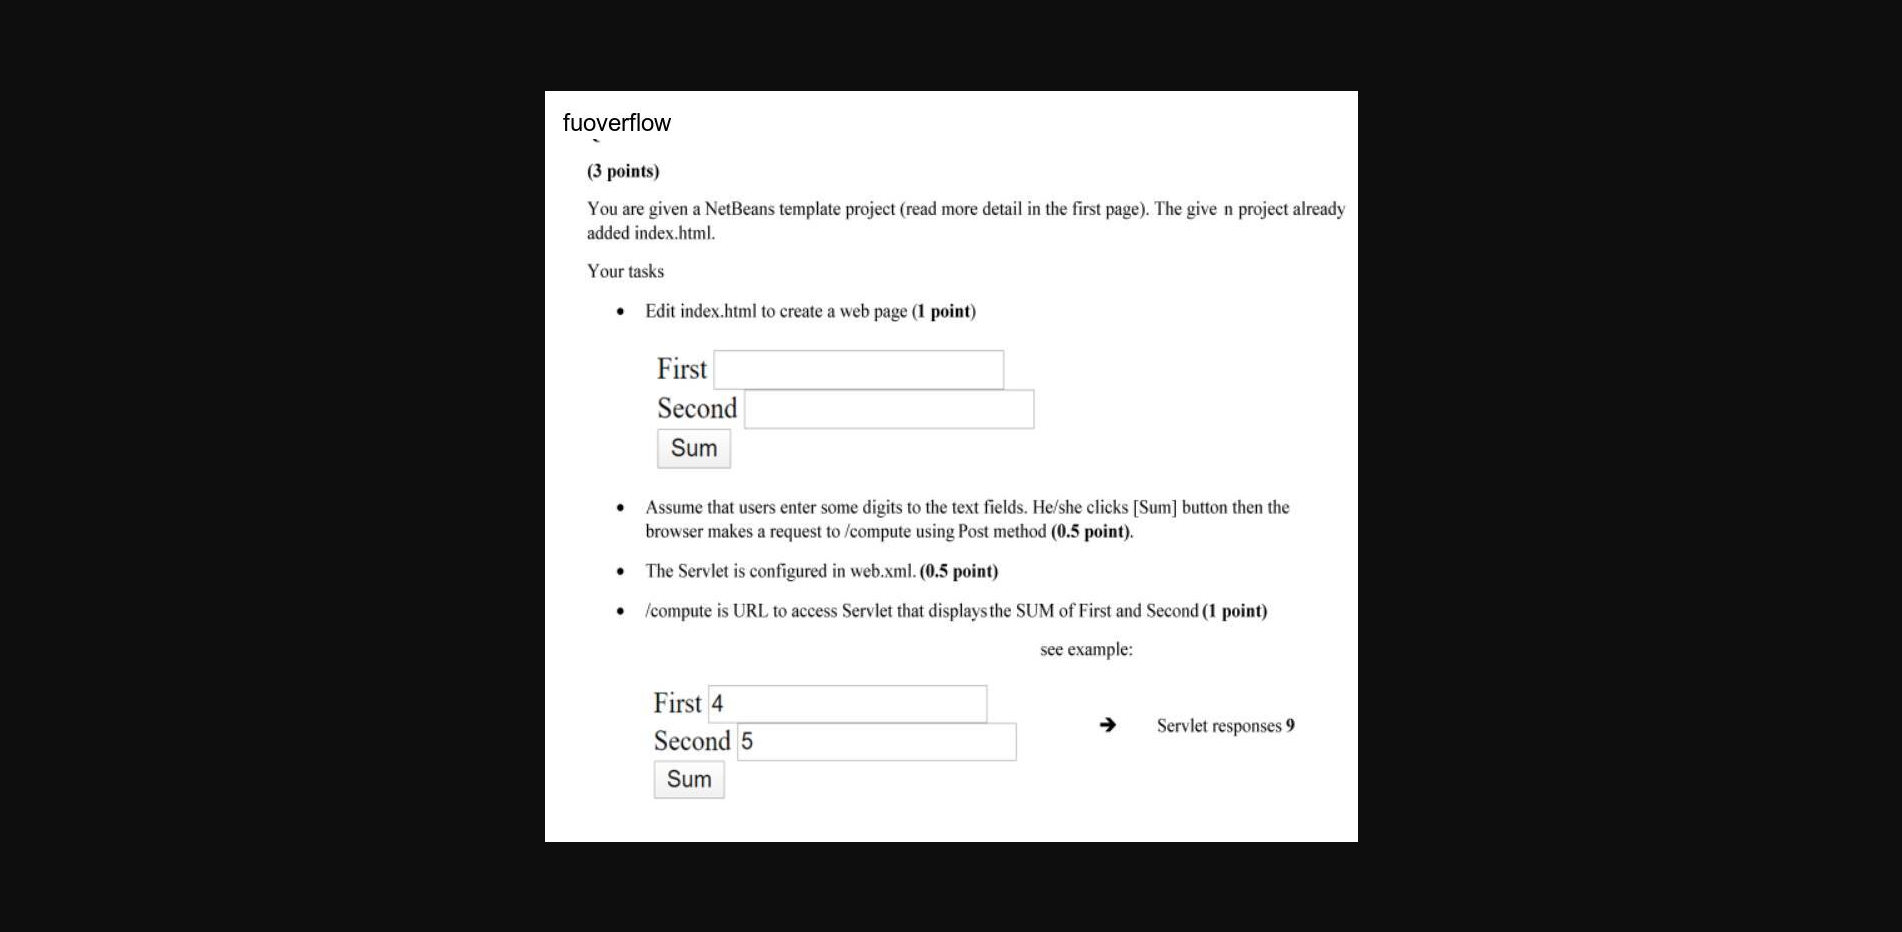 fuoverflow
(3 points)
You are given a NetBeans template project (read more detail in the first page). The give n project already
added index.html.
Your tasks
• Edit index.html to create a web page (1 point)
First
Second
Sum
• Assume that users enter some digits to the text fields. He/she clicks [Sum] button then the
browser makes a request to /compute using Post method (0.5 point).
• The Servlet is configured in web.xml. (0.5 point)
• /compute is URL to access Servlet that displays the SUM of First and Second (1 point)
see example:
First 4
Second 5
➔ Servlet responses 9
Sum